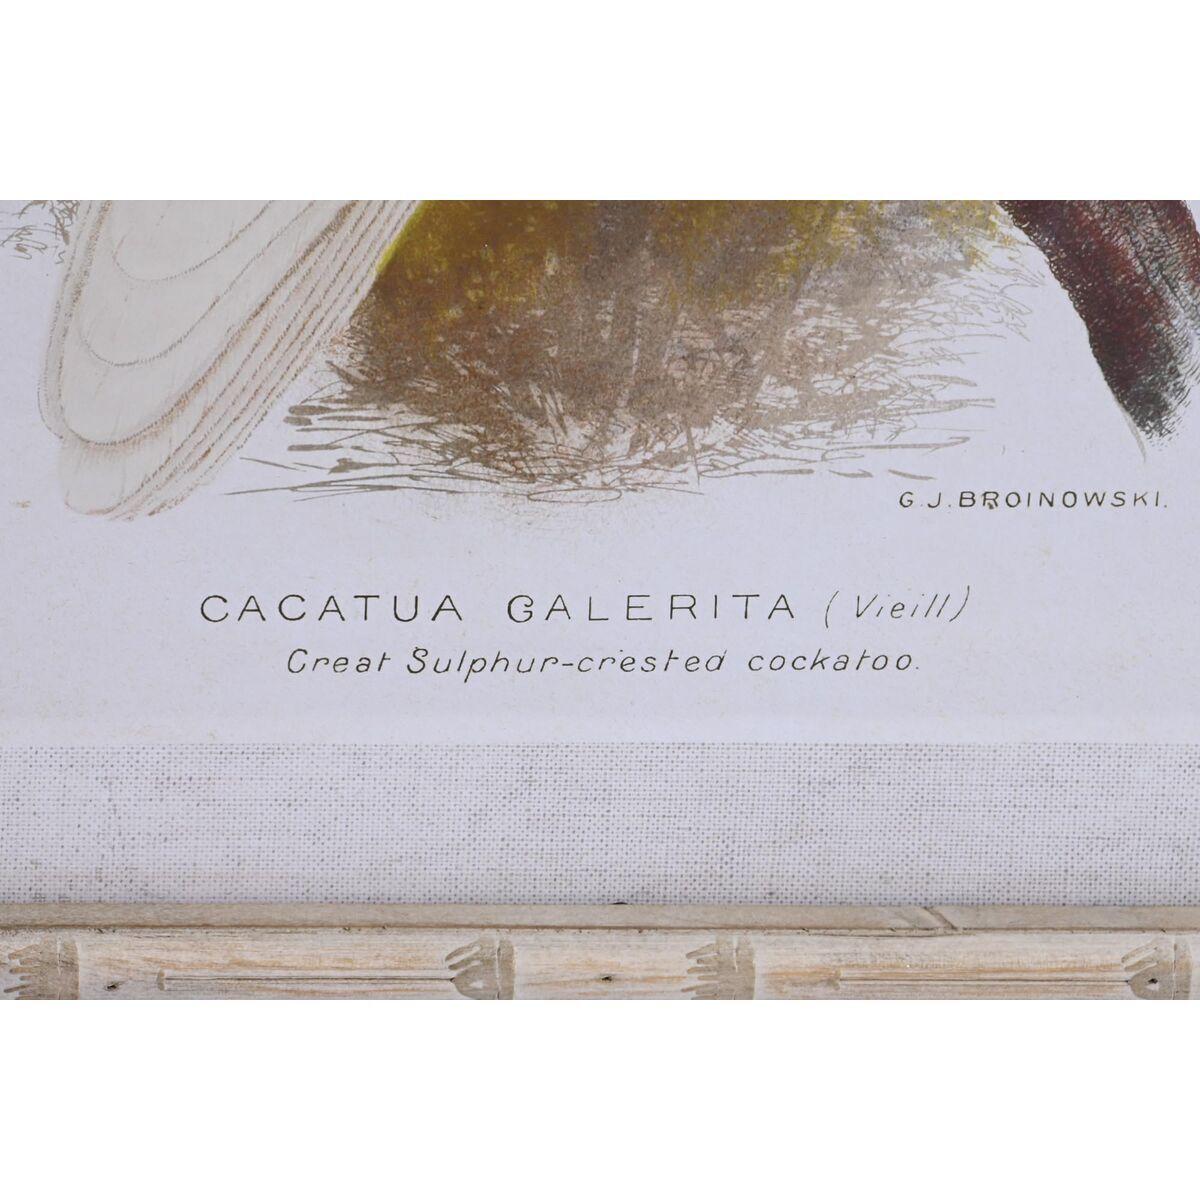 G.J.BROINOWSKI.
CACATUA GALERITA (Vieill)
Great Sulphur-crested cockatoo.